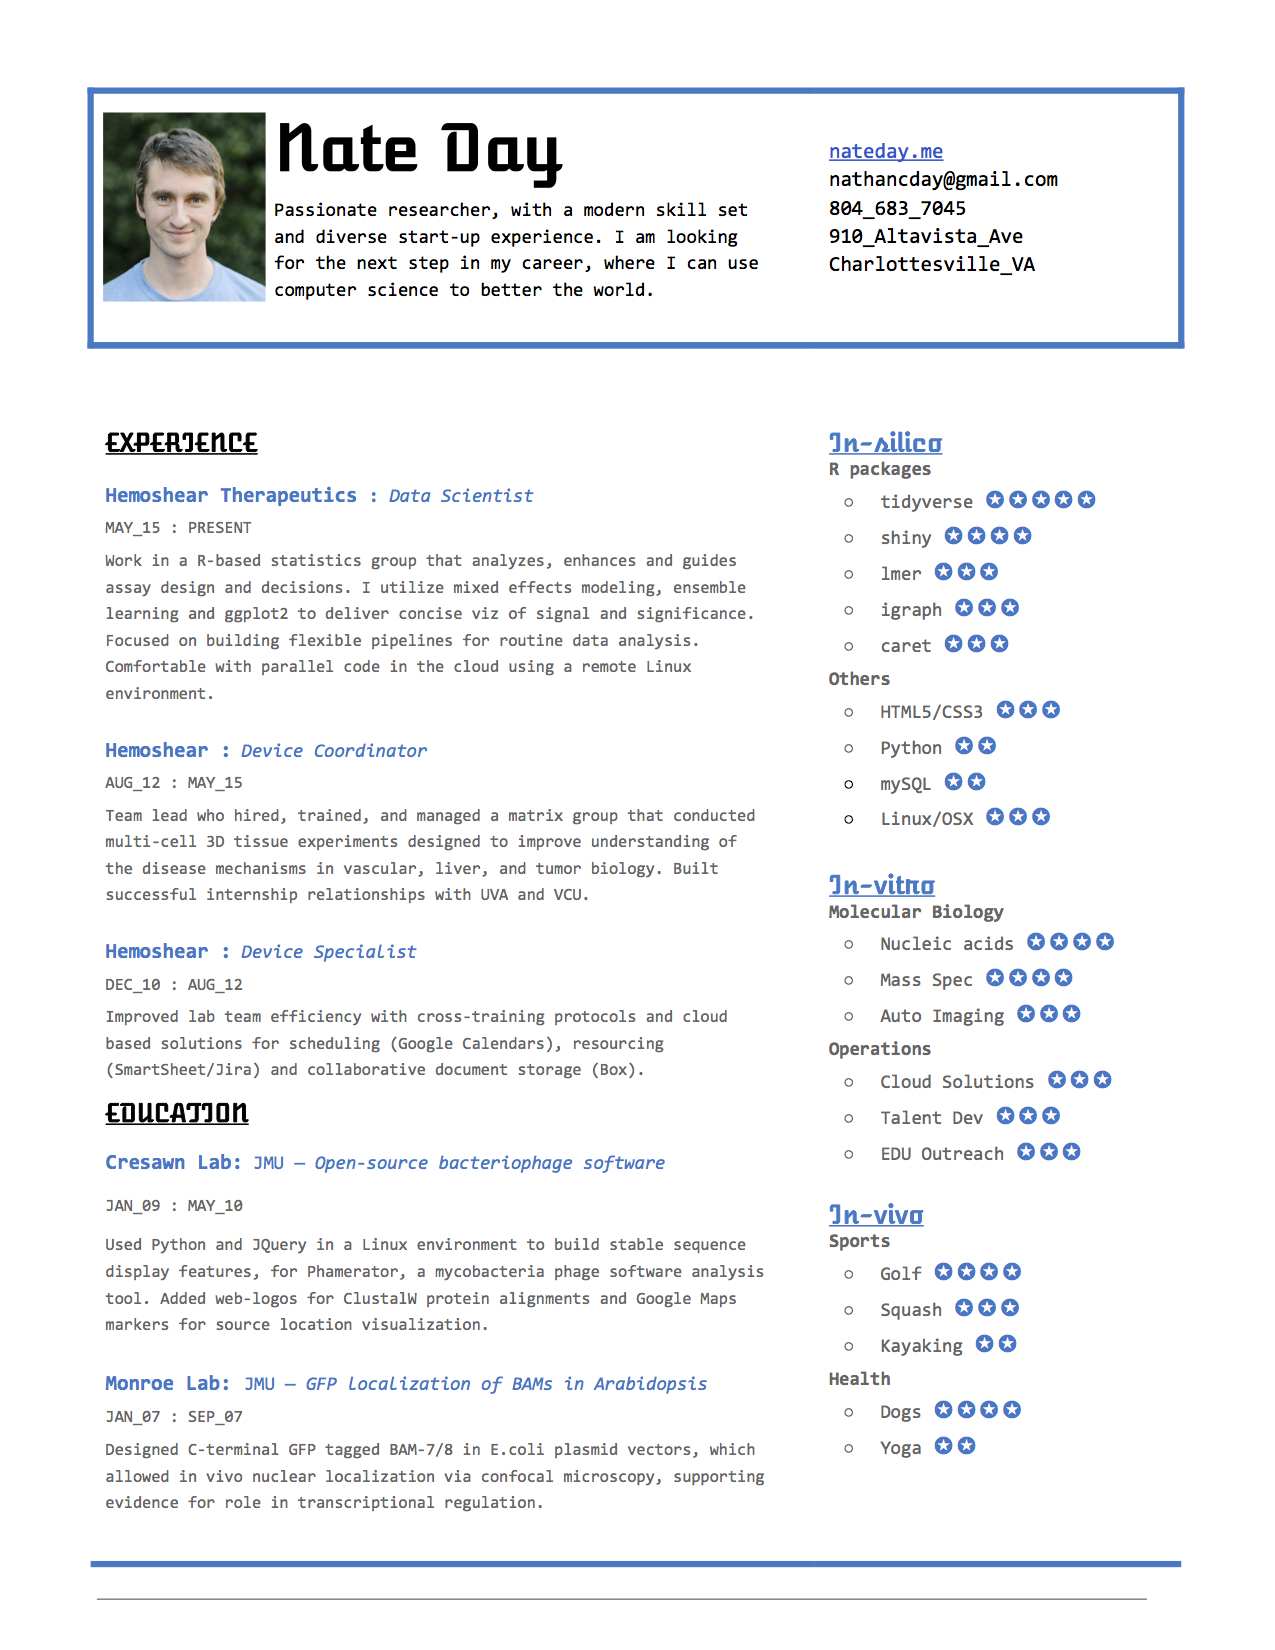 Nate Day
Passionate researcher, with a modern skill set
and diverse start-up experience. I am looking
for the next step in my career, where I can use
computer science to better the world.
nateday.me
nathancday@gmail.com
804_683_7045
910_Altavista_Ave
Charlottesville_VA
EXPERIENCE
Hemoshear Therapeutics : Data Scientist
MAY_15 : PRESENT
Work in a R-based statistics group that analyzes, enhances and guides
assay design and decisions. I utilize mixed effects modeling, ensemble
learning and ggplot2 to deliver concise viz of signal and significance.
Focused on building flexible pipelines for routine data analysis.
Comfortable with parallel code in the cloud using a remote Linux
environment.
Hemoshear : Device Coordinator
AUG_12 : MAY_15
Team lead who hired, trained, and managed a matrix group that conducted
multi-cell 3D tissue experiments designed to improve understanding of
the disease mechanisms in vascular, liver, and tumor biology. Built
successful internship relationships with UVA and VCU.
Hemoshear : Device Specialist
DEC_10 : AUG_12
Improved lab team efficiency with cross-training protocols and cloud
based solutions for scheduling (Google Calendars), resourcing
(SmartSheet/Jira) and collaborative document storage (Box).
EDUCATION
Cresawn Lab: JMU — Open-source bacteriophage software
JAN_09 : MAY_10
Used Python and JQuery in a Linux environment to build stable sequence
display features, for Phamerator, a mycobacteria phage software analysis
tool. Added web-logos for ClustalW protein alignments and Google Maps
markers for source location visualization.
Monroe Lab: JMU — GFP localization of BAMs in Arabidopsis
JAN_07 : SEP_07
Designed C-terminal GFP tagged BAM-7/8 in E.coli plasmid vectors, which
allowed in vivo nuclear localization via confocal microscopy, supporting
evidence for role in transcriptional regulation.
In-silico
R packages
○ tidyverse ✪✪✪✪✪
○ shiny ✪✪✪✪
○ lmer ✪✪✪
○ igraph ✪✪✪
○ caret ✪✪✪
Others
○ HTML5/CSS3 ✪✪✪
○ Python ✪✪
○ mySQL ✪✪
○ Linux/OSX ✪✪✪
In-vitro
Molecular Biology
○ Nucleic acids ✪✪✪✪
○ Mass Spec ✪✪✪✪
○ Auto Imaging ✪✪✪
Operations
○ Cloud Solutions ✪✪✪
○ Talent Dev ✪✪✪
○ EDU Outreach ✪✪✪
In-vivo
Sports
○ Golf ✪✪✪✪
○ Squash ✪✪✪
○ Kayaking ✪✪
Health
○ Dogs ✪✪✪✪
○ Yoga ✪✪